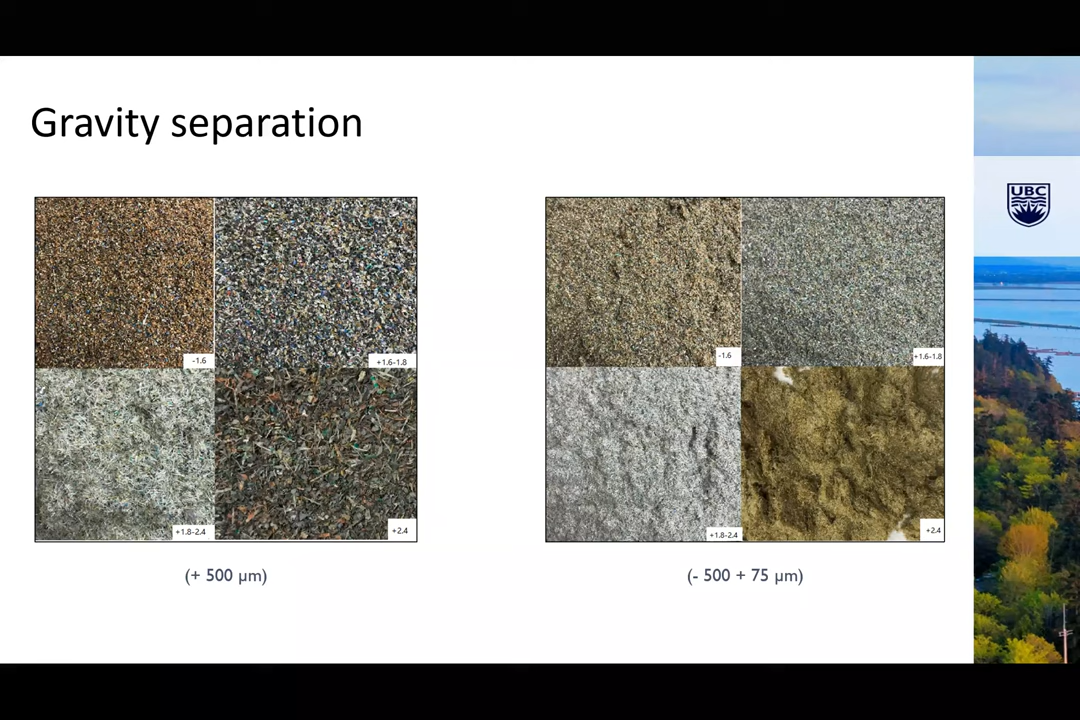 Gravity separation
UBC
-1.6
+1.6-1.8
+1.8-2.4
+2.4
-1.6
+1.6-1.8
+1.8-2.4
+2.4
(+ 500 µm)
(- 500 + 75 µm)